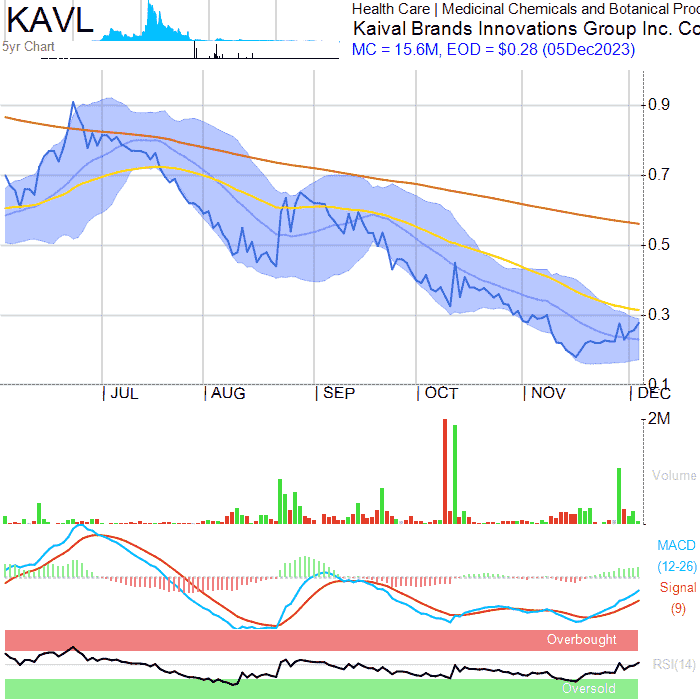 KAVL
5yr Chart
Health Care | Medicinal Chemicals and Botanical Proc
Kaival Brands Innovations Group Inc. Co
MC = 15.6M, EOD = $0.28 (05Dec2023)
0.9
0.7
0.5
0.3
0.1
JUL AUG SEP OCT NOV DEC
2M
Volume
MACD
(12-26)
Signal
(9)
Overbought
RSI(14)
Oversold